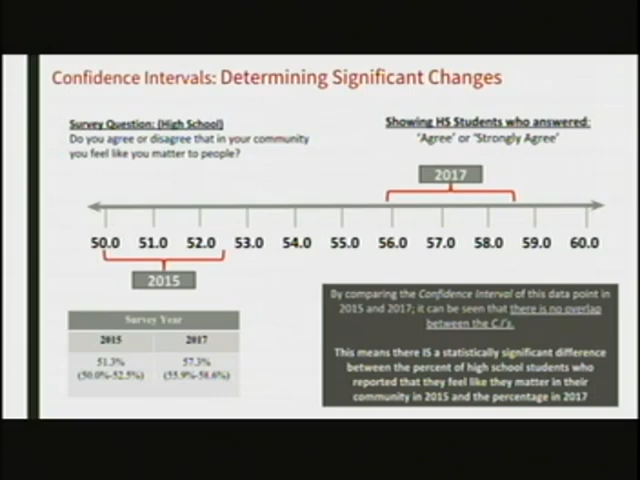 Confidence Intervals: Determining Significant Changes
Survey Question: (High School)
Do you agree or disagree that in your community
you feel like you matter to people?
Showing HS Students who answered:
'Agree' or 'Strongly Agree'
2017
50.0 51.0 52.0 53.0 54.0 55.0 56.0 57.0 58.0 59.0 60.0
2015
Survey Year
2015 2017
51.3% 57.3%
(50.0%-52.5%) (55.9%-58.6%)
By comparing the Confidence Interval of this data point in
2015 and 2017; it can be seen that there is no overlap
between the C.I's.
This means there IS a statistically significant difference
between the percent of high school students who
reported that they feel like they matter in their
community in 2015 and the percentage in 2017